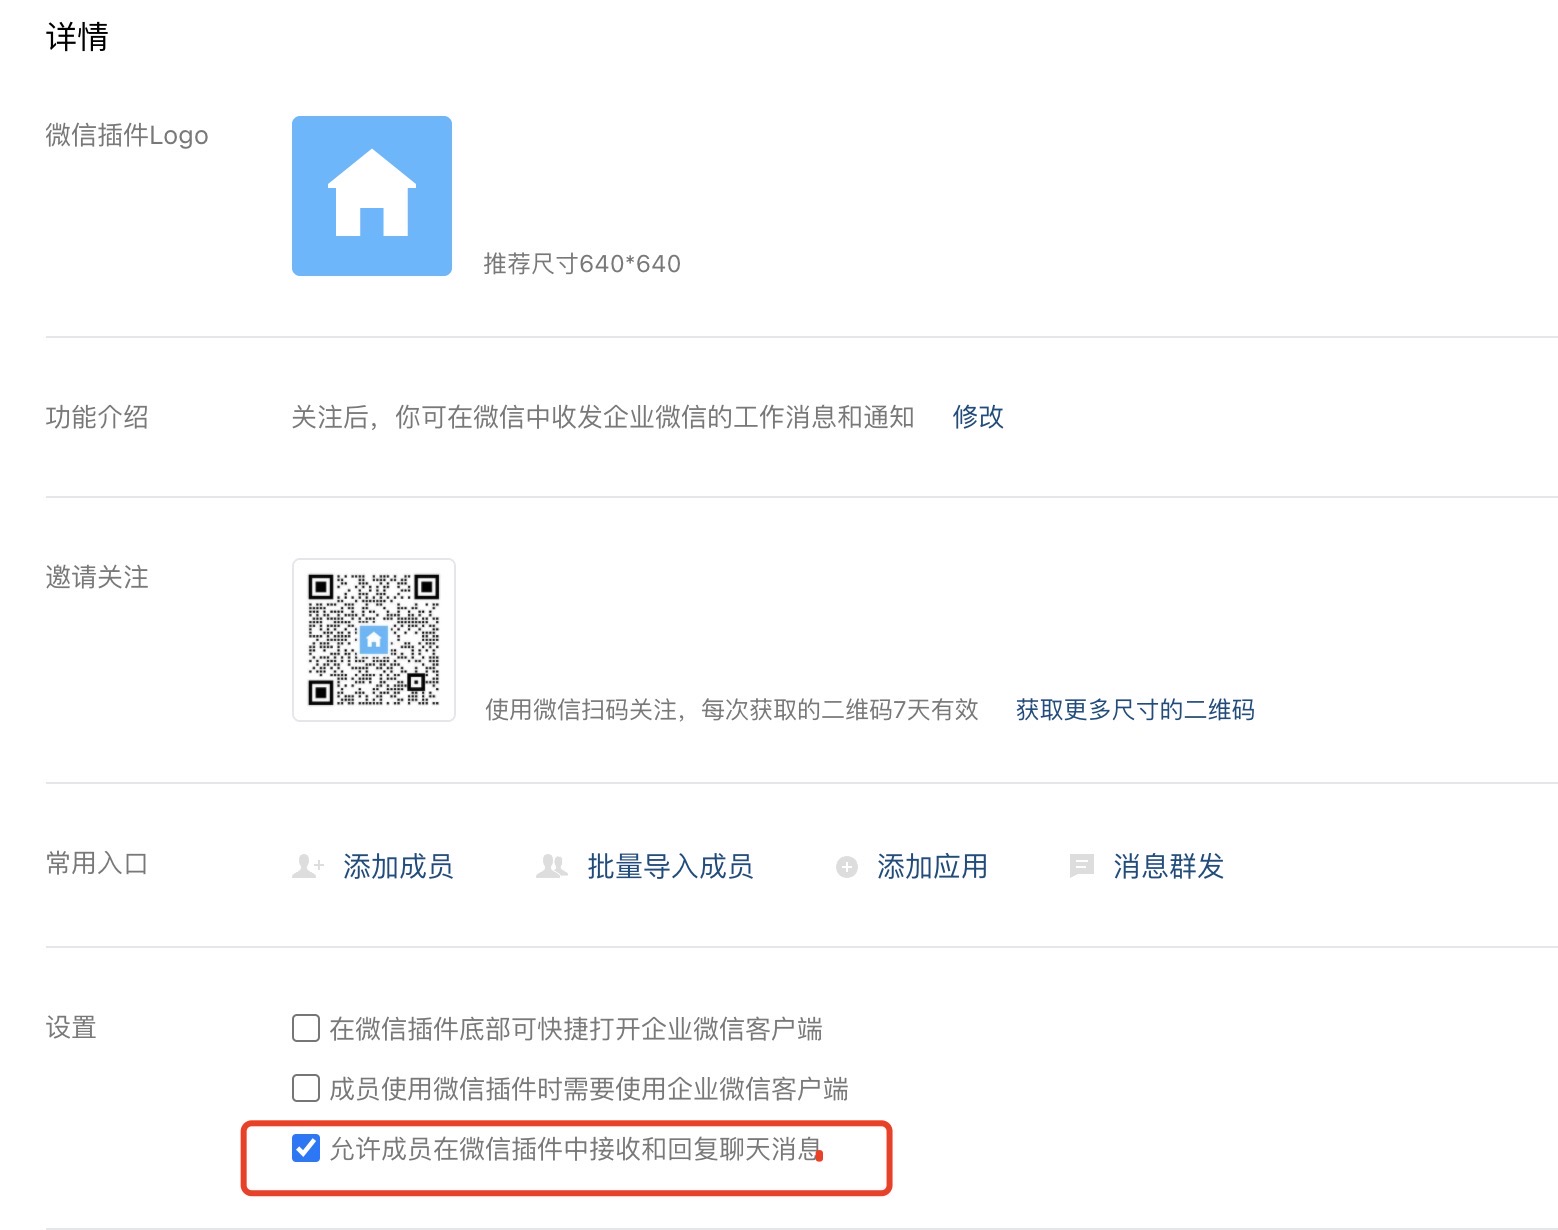 详情
微信插件Logo
推荐尺寸640*640
功能介绍 关注后，你可在微信中收发企业微信的工作消息和通知 修改
邀请关注
使用微信扫码关注，每次获取的二维码7天有效 获取更多尺寸的二维码
常用入口 添加成员 批量导入成员 添加应用 消息群发
设置 在微信插件底部可快捷打开企业微信客户端
成员使用微信插件时需要使用企业微信客户端
允许成员在微信插件中接收和回复聊天消息